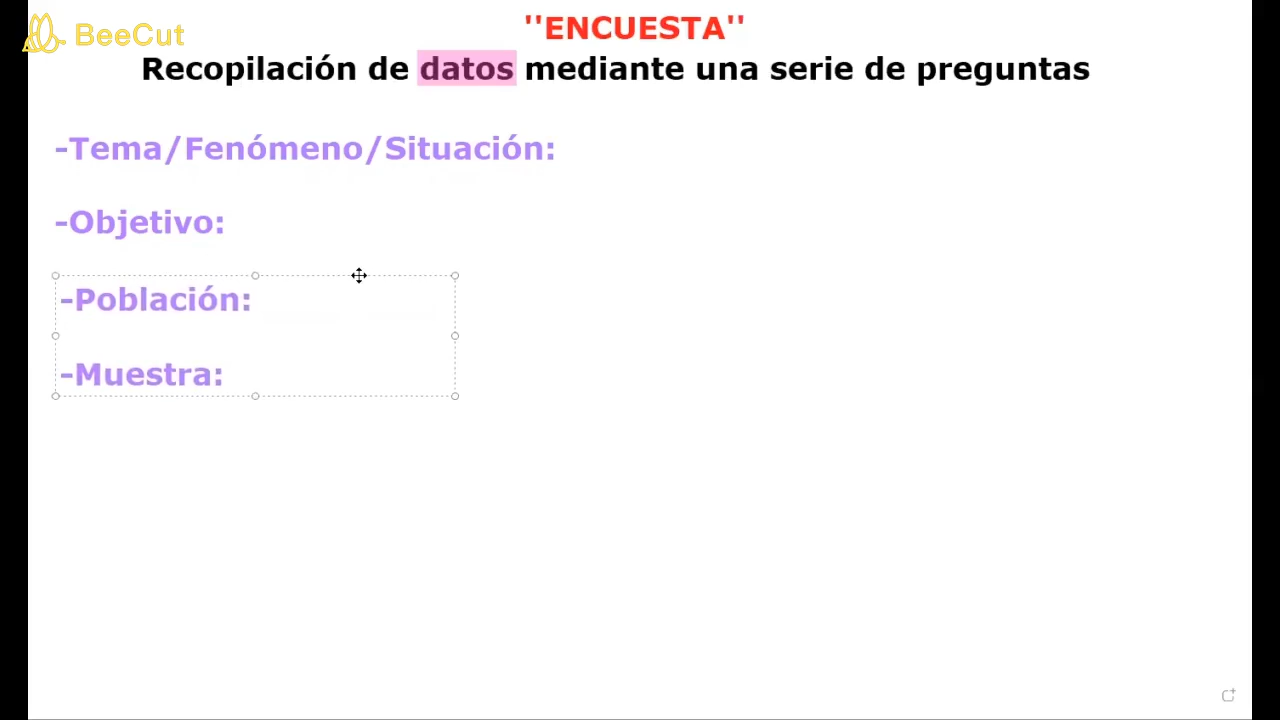 BeeCut
''ENCUESTA''
Recopilación de datos mediante una serie de preguntas
-Tema/Fenómeno/Situación:
-Objetivo:
-Población:
-Muestra: